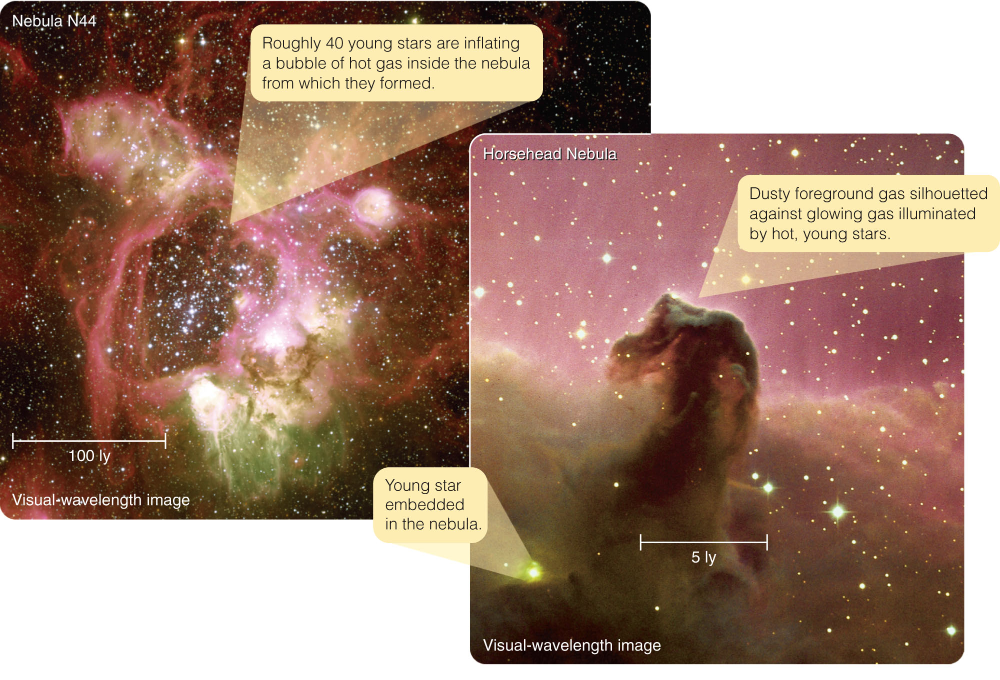 Nebula N44
Roughly 40 young stars are inflating
a bubble of hot gas inside the nebula
from which they formed.
100 ly
Visual-wavelength image
Horsehead Nebula
Dusty foreground gas silhouetted
against glowing gas illuminated
by hot, young stars.
Young star
embedded
in the nebula.
5 ly
Visual-wavelength image